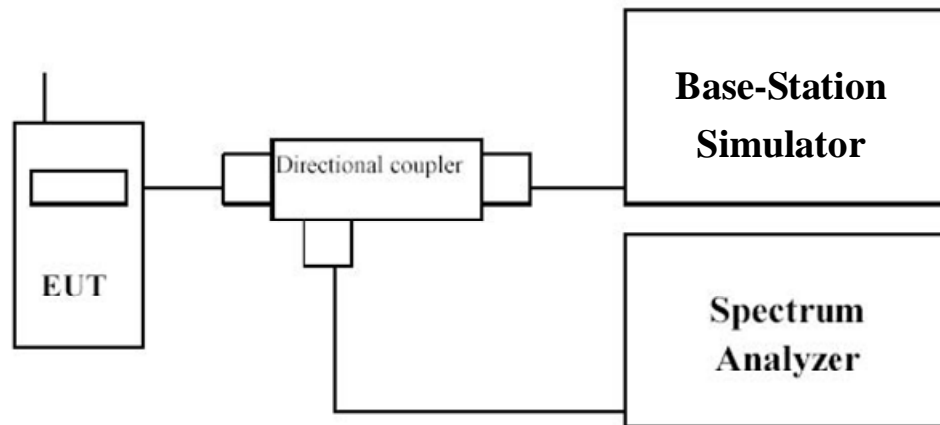 Base-Station
Simulator
Directional coupler
EUT
Spectrum
Analyzer